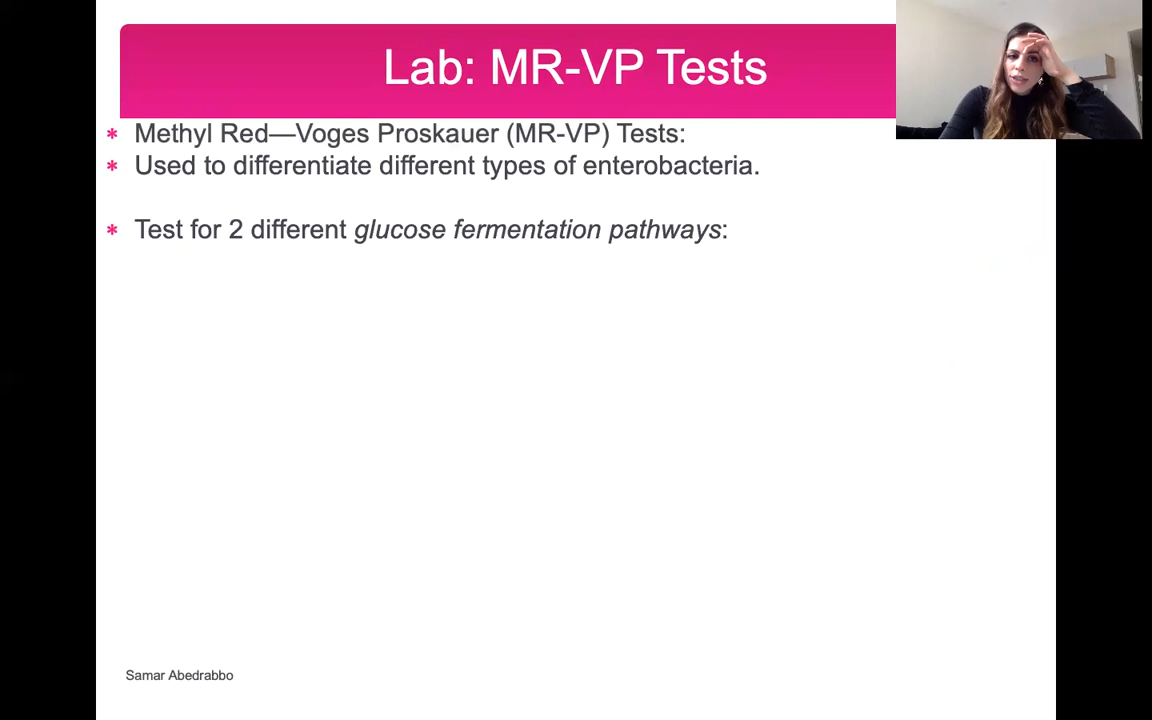 Lab: MR-VP Tests
* Methyl Red—Voges Proskauer (MR-VP) Tests:
* Used to differentiate different types of enterobacteria.
* Test for 2 different glucose fermentation pathways:
Samar Abedrabbo